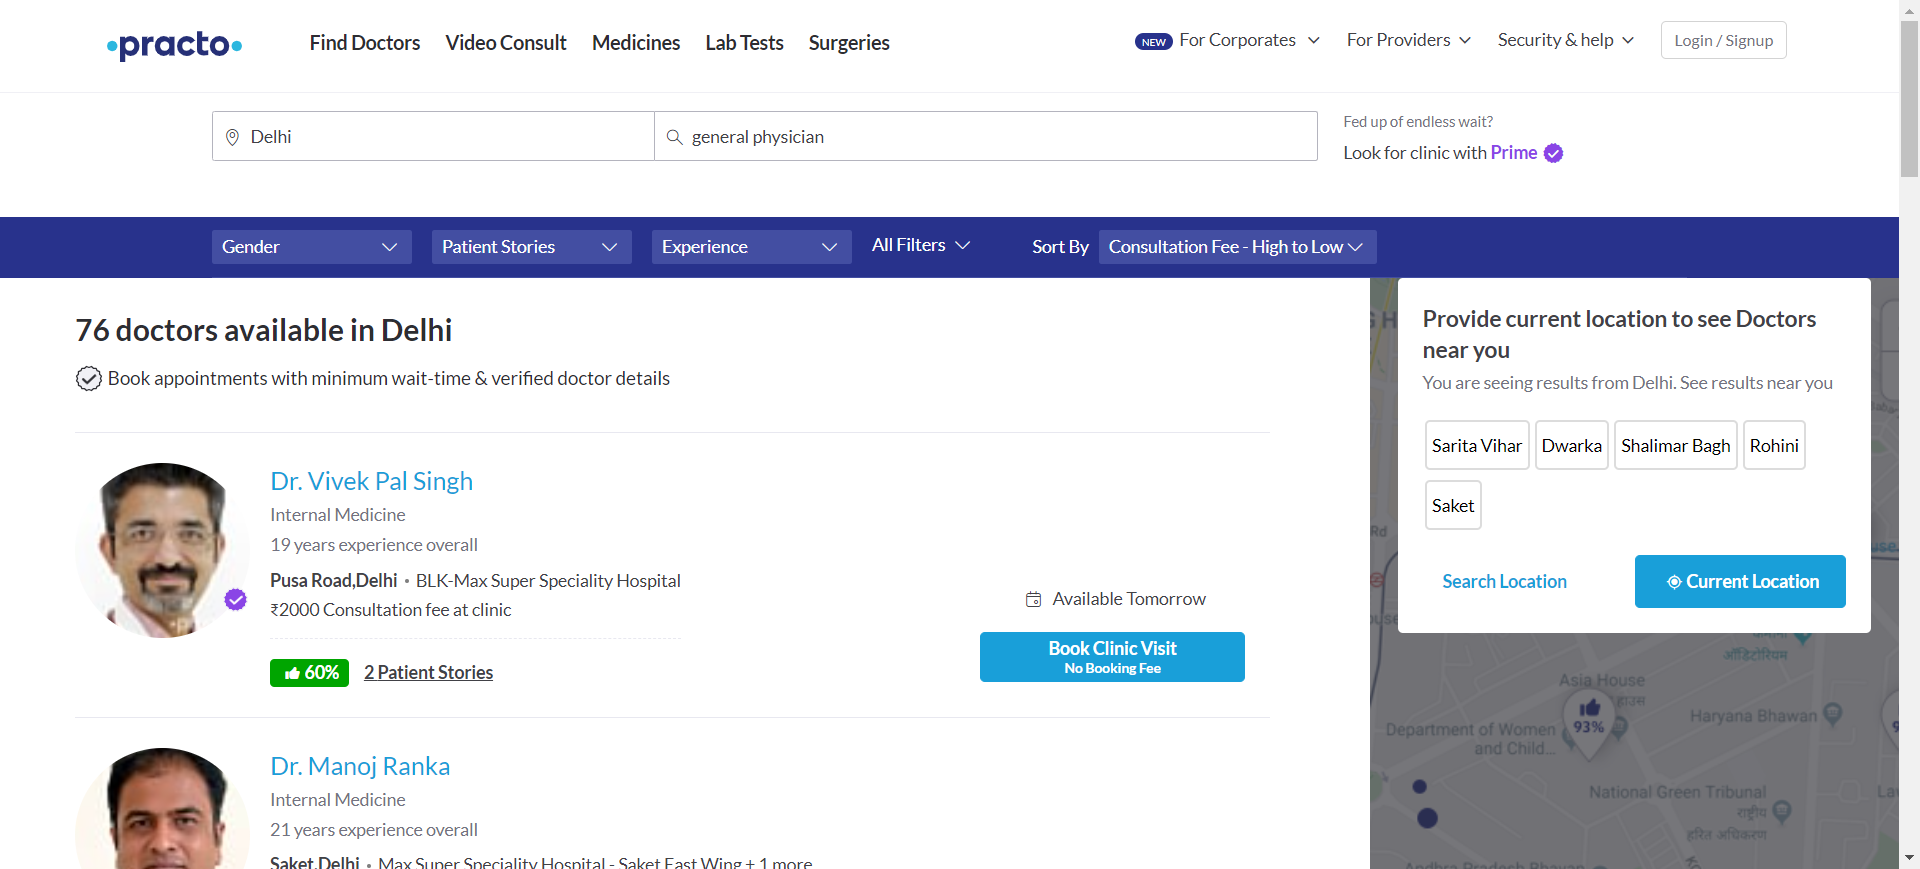 practo
Find Doctors
Video Consult
Medicines
Lab Tests
Surgeries
NEW For Corporates
For Providers
Security & help
Login / Signup
Delhi
general physician
Fed up of endless wait?
Look for clinic with Prime
Gender
Patient Stories
Experience
All Filters
Sort By
Consultation Fee - High to Low
76 doctors available in Delhi
Book appointments with minimum wait-time & verified doctor details
Dr. Vivek Pal Singh
Internal Medicine
19 years experience overall
Pusa Road,Delhi • BLK-Max Super Speciality Hospital
₹2000 Consultation fee at clinic
60%
2 Patient Stories
Available Tomorrow
Book Clinic Visit
No Booking Fee
Dr. Manoj Ranka
Internal Medicine
21 years experience overall
Saket,Delhi • Max Super Speciality Hospital - Saket East Wing + 1 more
Provide current location to see Doctors
near you
You are seeing results from Delhi. See results near you
Sarita Vihar
Dwarka
Shalimar Bagh
Rohini
Saket
Search Location
Current Location
Rd
ऑडिटोरियम
Asia House
हाउस
93%
Department of Women
and Child...
Haryana Bhawan
National Green Tribunal
राष्ट्रीय
हरित अधिकरण
Andhra Pradesh Bhavan